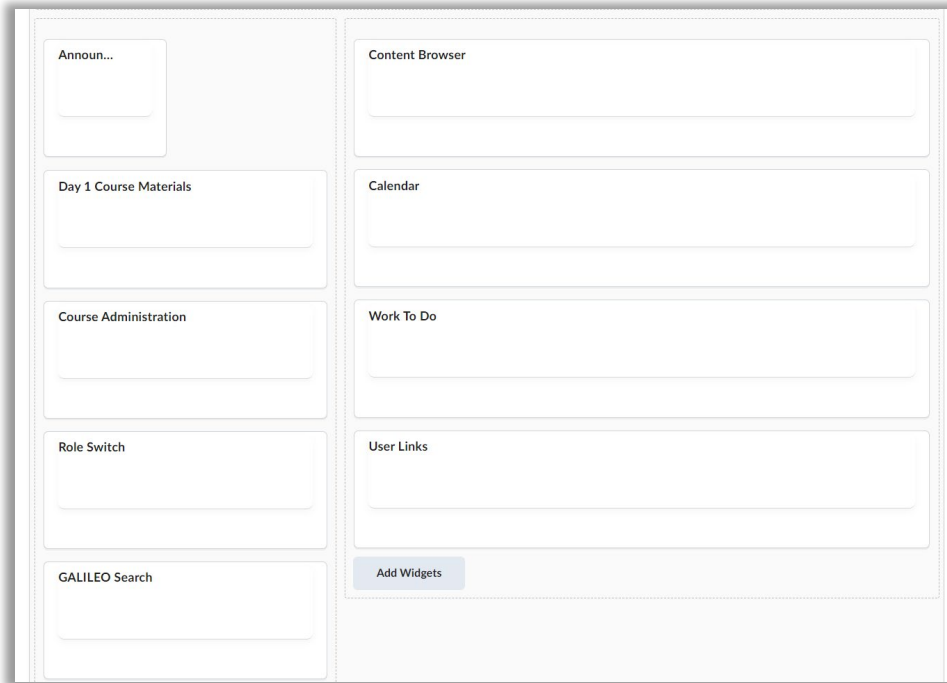 Announ...
Day 1 Course Materials
Course Administration
Role Switch
GALILEO Search
Content Browser
Calendar
Work To Do
User Links
Add Widgets